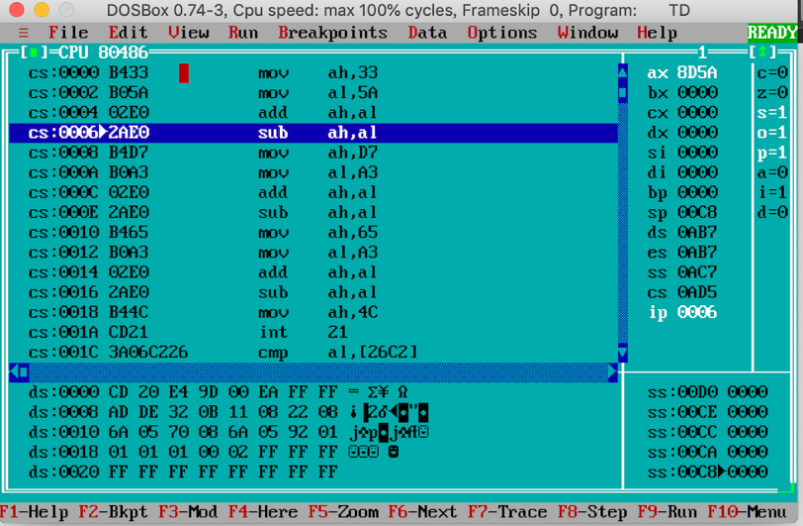 DOSBox 0.74-3, Cpu speed: max 100% cycles, Frameskip 0, Program: TD
≡ File Edit View Run Breakpoints Data Options Window Help READY
[■]=CPU 80486 1 [↕]
cs:0000 B433 mov ah,33 ax 8D5A c=0
cs:0002 B05A mov al,5A bx 0000 z=0
cs:0004 02E0 add ah,al cx 0000 s=1
cs:0006►2AE0 sub ah,al dx 0000 o=1
cs:0008 B4D7 mov ah,D7 si 0000 p=1
cs:000A B0A3 mov al,A3 di 0000 a=0
cs:000C 02E0 add ah,al bp 0000 i=1
cs:000E 2AE0 sub ah,al sp 00C8 d=0
cs:0010 B465 mov ah,65 ds 0AB7
cs:0012 B0A3 mov al,A3 es 0AB7
cs:0014 02E0 add ah,al ss 0AC7
cs:0016 2AE0 sub ah,al cs 0AD5
cs:0018 B44C mov ah,4C ip 0006
cs:001A CD21 int 21
cs:001C 3A06C226 cmp al,[26C2]
ds:0000 CD 20 E4 9D 00 EA FF FF = Σ¥ Ω ss:00D0 0000
ds:0008 AD DE 32 0B 11 08 22 08 ¡▐2♂◄◘"◘ ss:00CE 0000
ds:0010 6A 05 70 08 6A 05 92 01 j♣p◘j♣Æ☺ ss:00CC 0000
ds:0018 01 01 01 00 02 FF FF FF ☺☺☺ ☻ ss:00CA 0000
ds:0020 FF FF FF FF FF FF FF FF ss:00C8►0000
F1-Help F2-Bkpt F3-Mod F4-Here F5-Zoom F6-Next F7-Trace F8-Step F9-Run F10-Menu